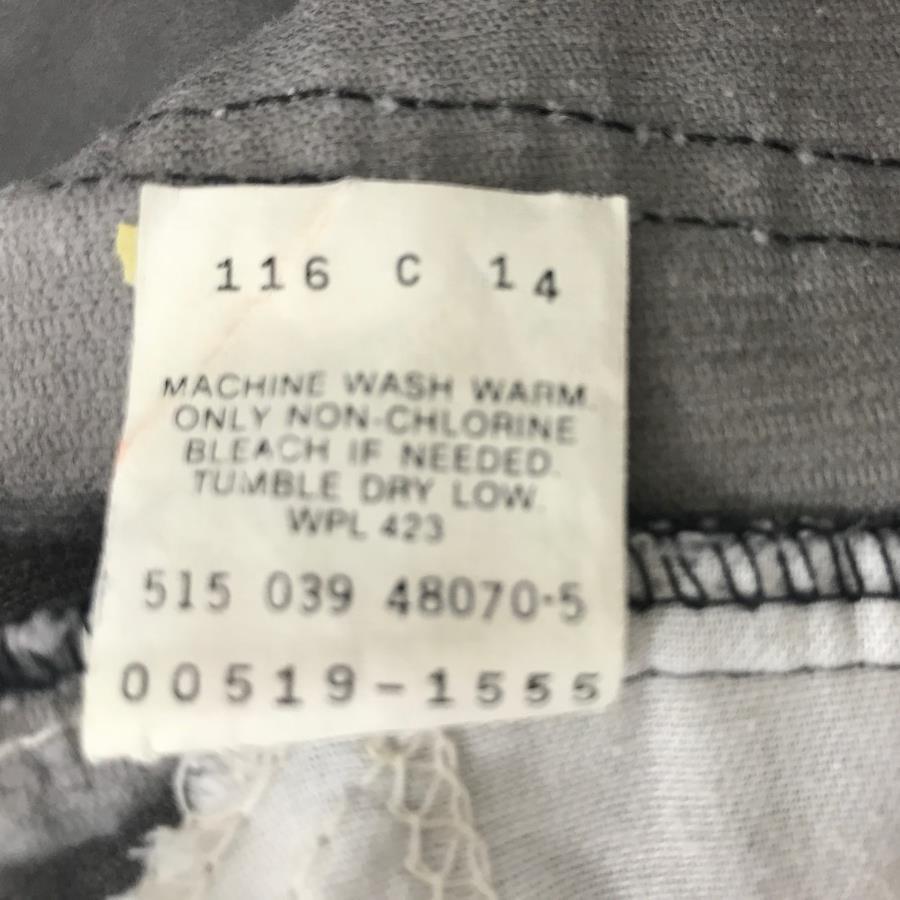 116 C 14
MACHINE WASH WARM.
ONLY NON-CHLORINE
BLEACH IF NEEDED.
TUMBLE DRY LOW.
WPL 423
515 039 48070-5
00519-1555